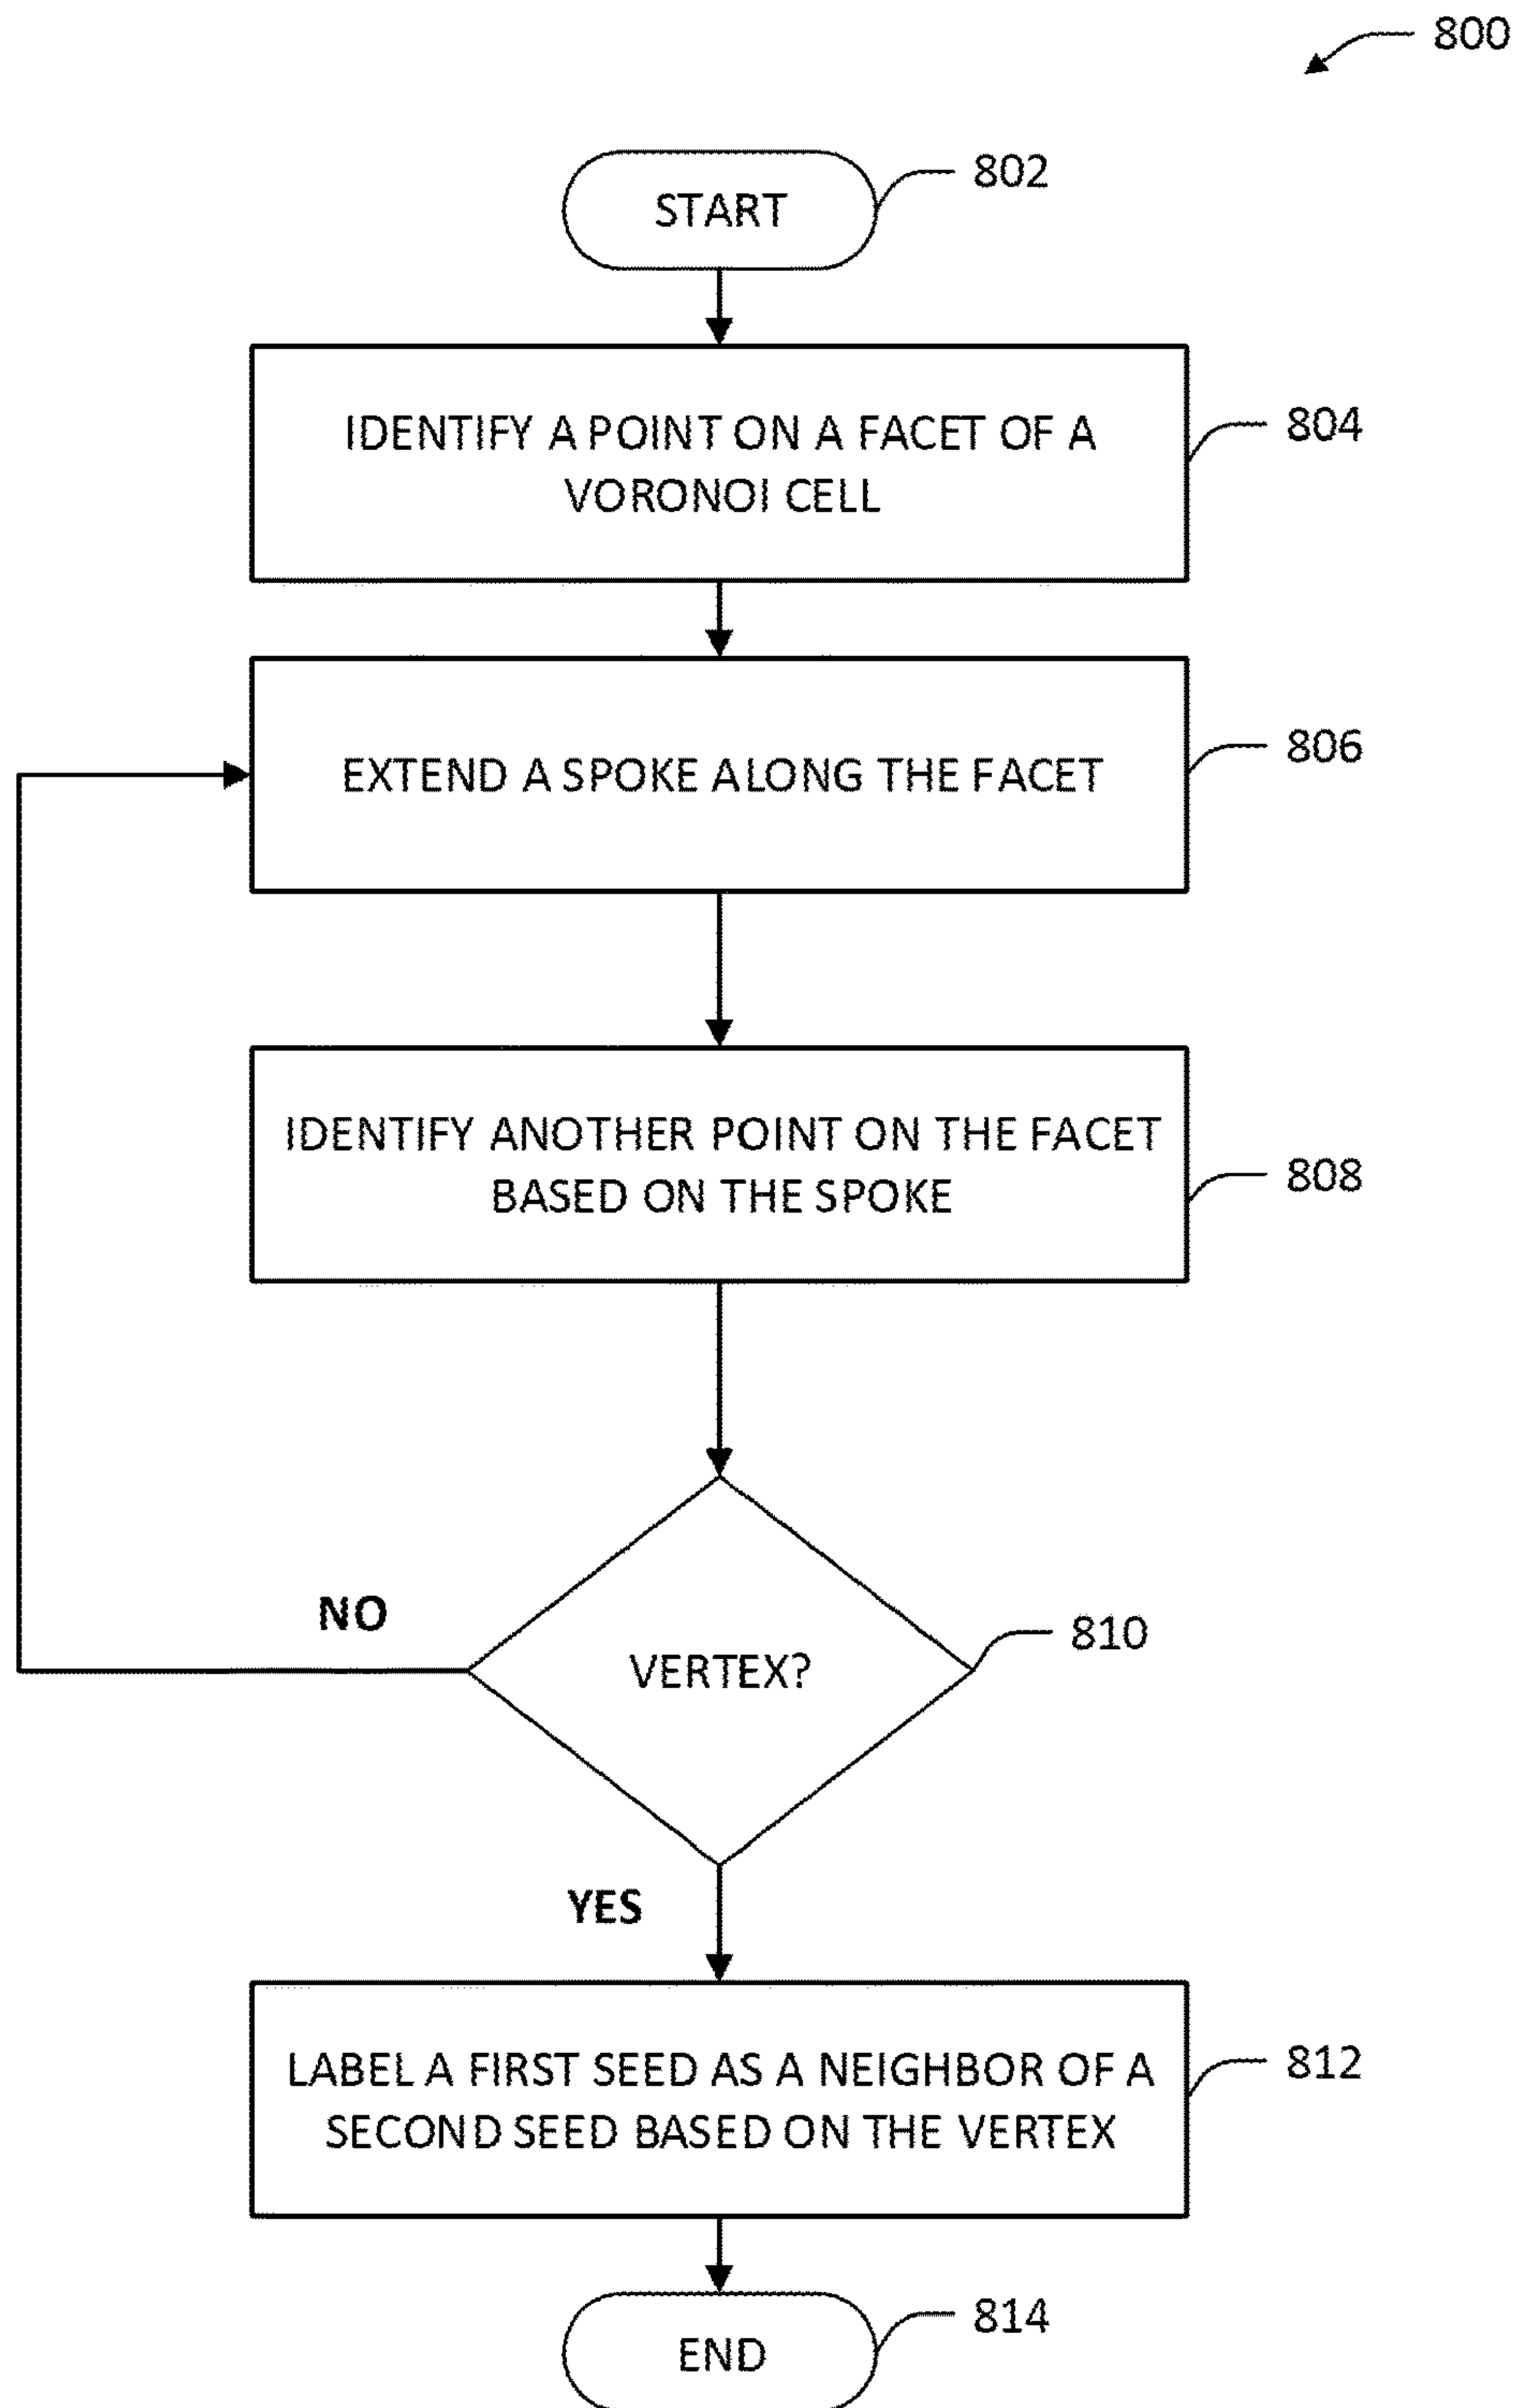 800
START
802
IDENTIFY A POINT ON A FACET OF A
VORONOI CELL
804
EXTEND A SPOKE ALONG THE FACET
806
IDENTIFY ANOTHER POINT ON THE FACET
BASED ON THE SPOKE
808
NO
VERTEX?
810
YES
LABEL A FIRST SEED AS A NEIGHBOR OF A
SECOND SEED BASED ON THE VERTEX
812
END
814